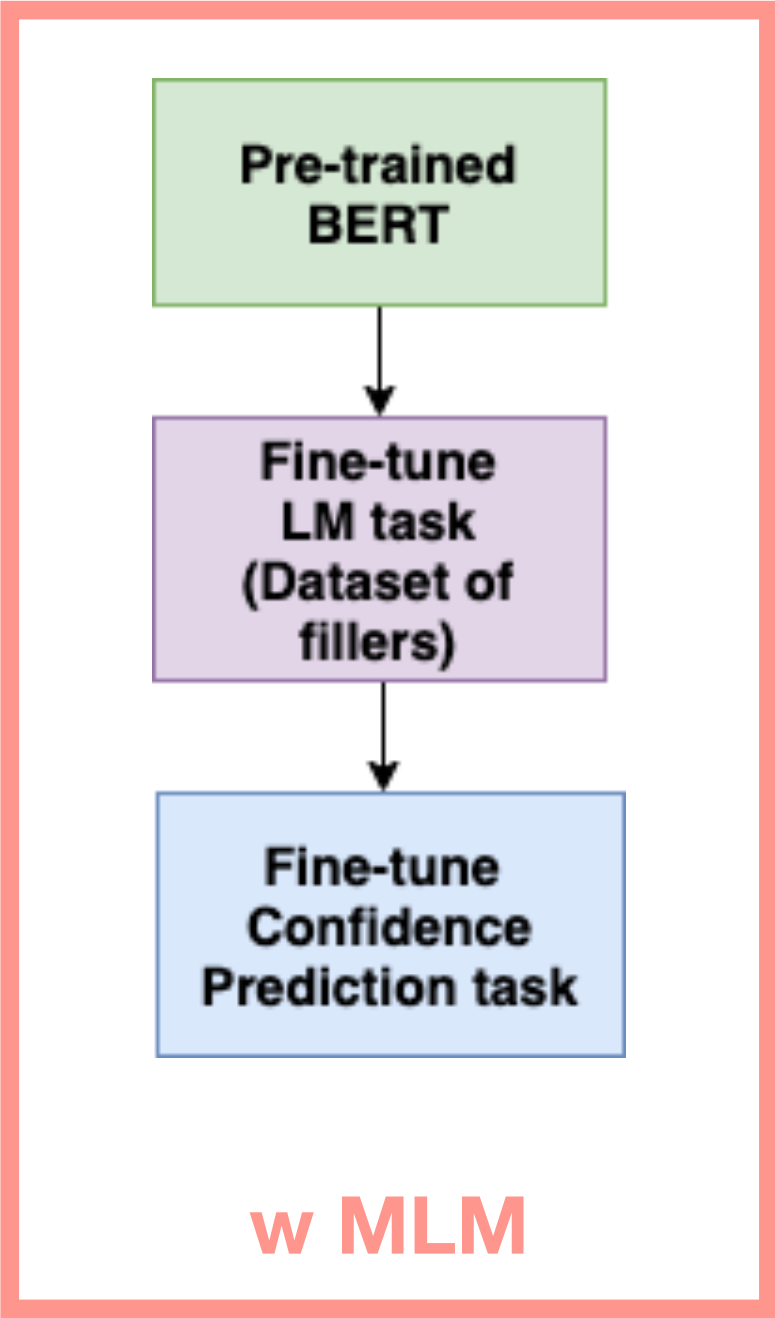 Pre-trained
BERT
Fine-tune
LM task
(Dataset of
fillers)
Fine-tune
Confidence
Prediction task
w MLM